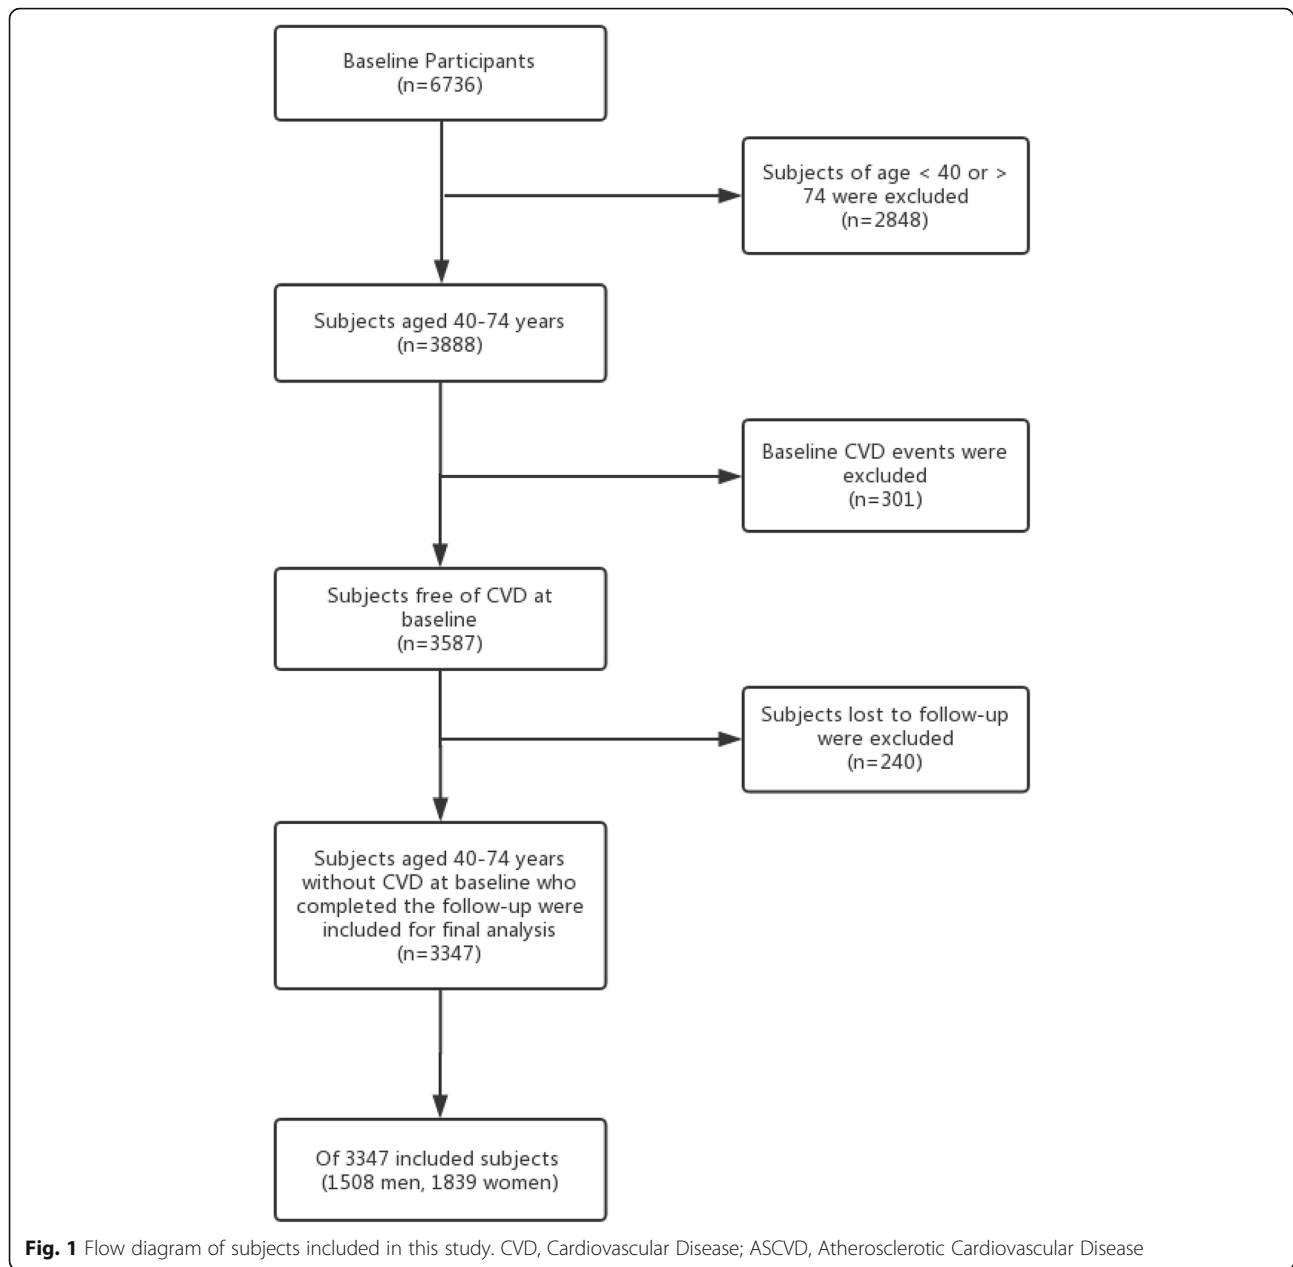 Baseline Participants
(n=6736)
Subjects of age < 40 or >
74 were excluded
(n=2848)
Subjects aged 40-74 years
(n=3888)
Baseline CVD events were
excluded
(n=301)
Subjects free of CVD at
baseline
(n=3587)
Subjects lost to follow-up
were excluded
(n=240)
Subjects aged 40-74 years
without CVD at baseline who
completed the follow-up were
included for final analysis
(n=3347)
Of 3347 included subjects
(1508 men, 1839 women)
Fig. 1 Flow diagram of subjects included in this study. CVD, Cardiovascular Disease; ASCVD, Atherosclerotic Cardiovascular Disease